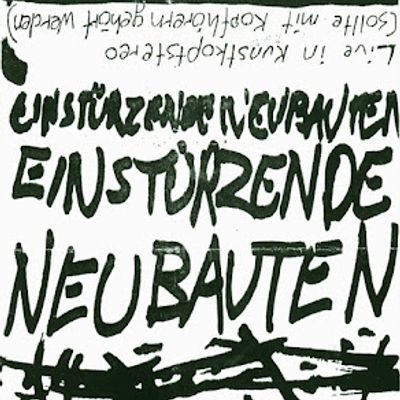 Live in Kunstkopfstereo
(sollte mit Kopfhörern gehört werden)
EINSTÜRZENDE NEUBAUTEN
EINSTÜRZENDE
NEUBAUTEN